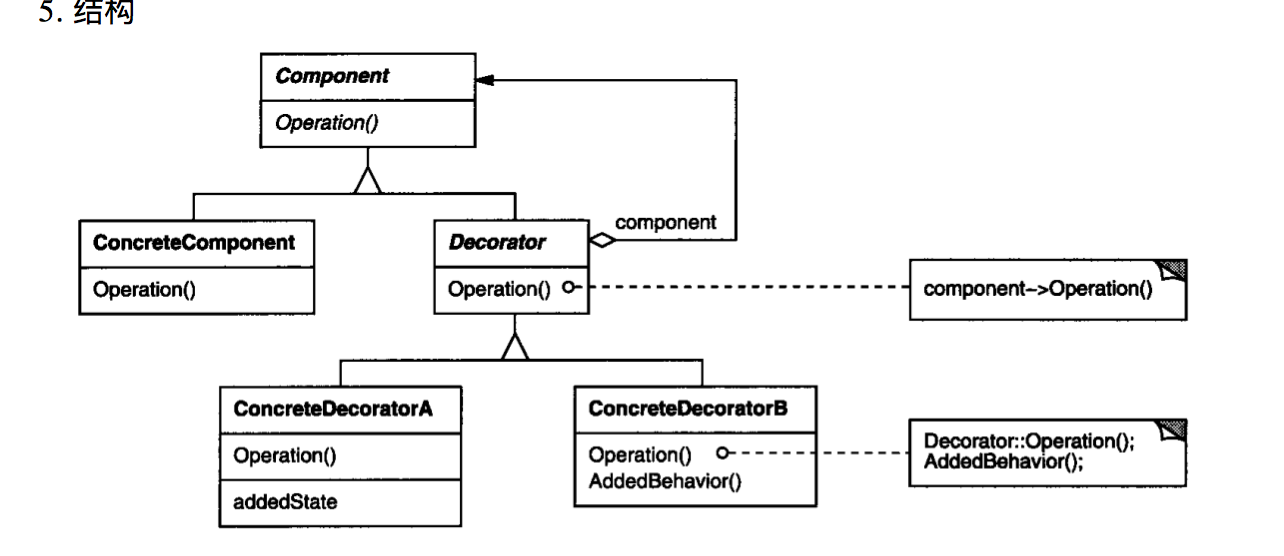 5. 结构
Component
Operation()
component
ConcreteComponent
Operation()
Decorator
Operation()
component->Operation()
ConcreteDecoratorA
Operation()
addedState
ConcreteDecoratorB
Operation()
AddedBehavior()
Decorator::Operation();
AddedBehavior();